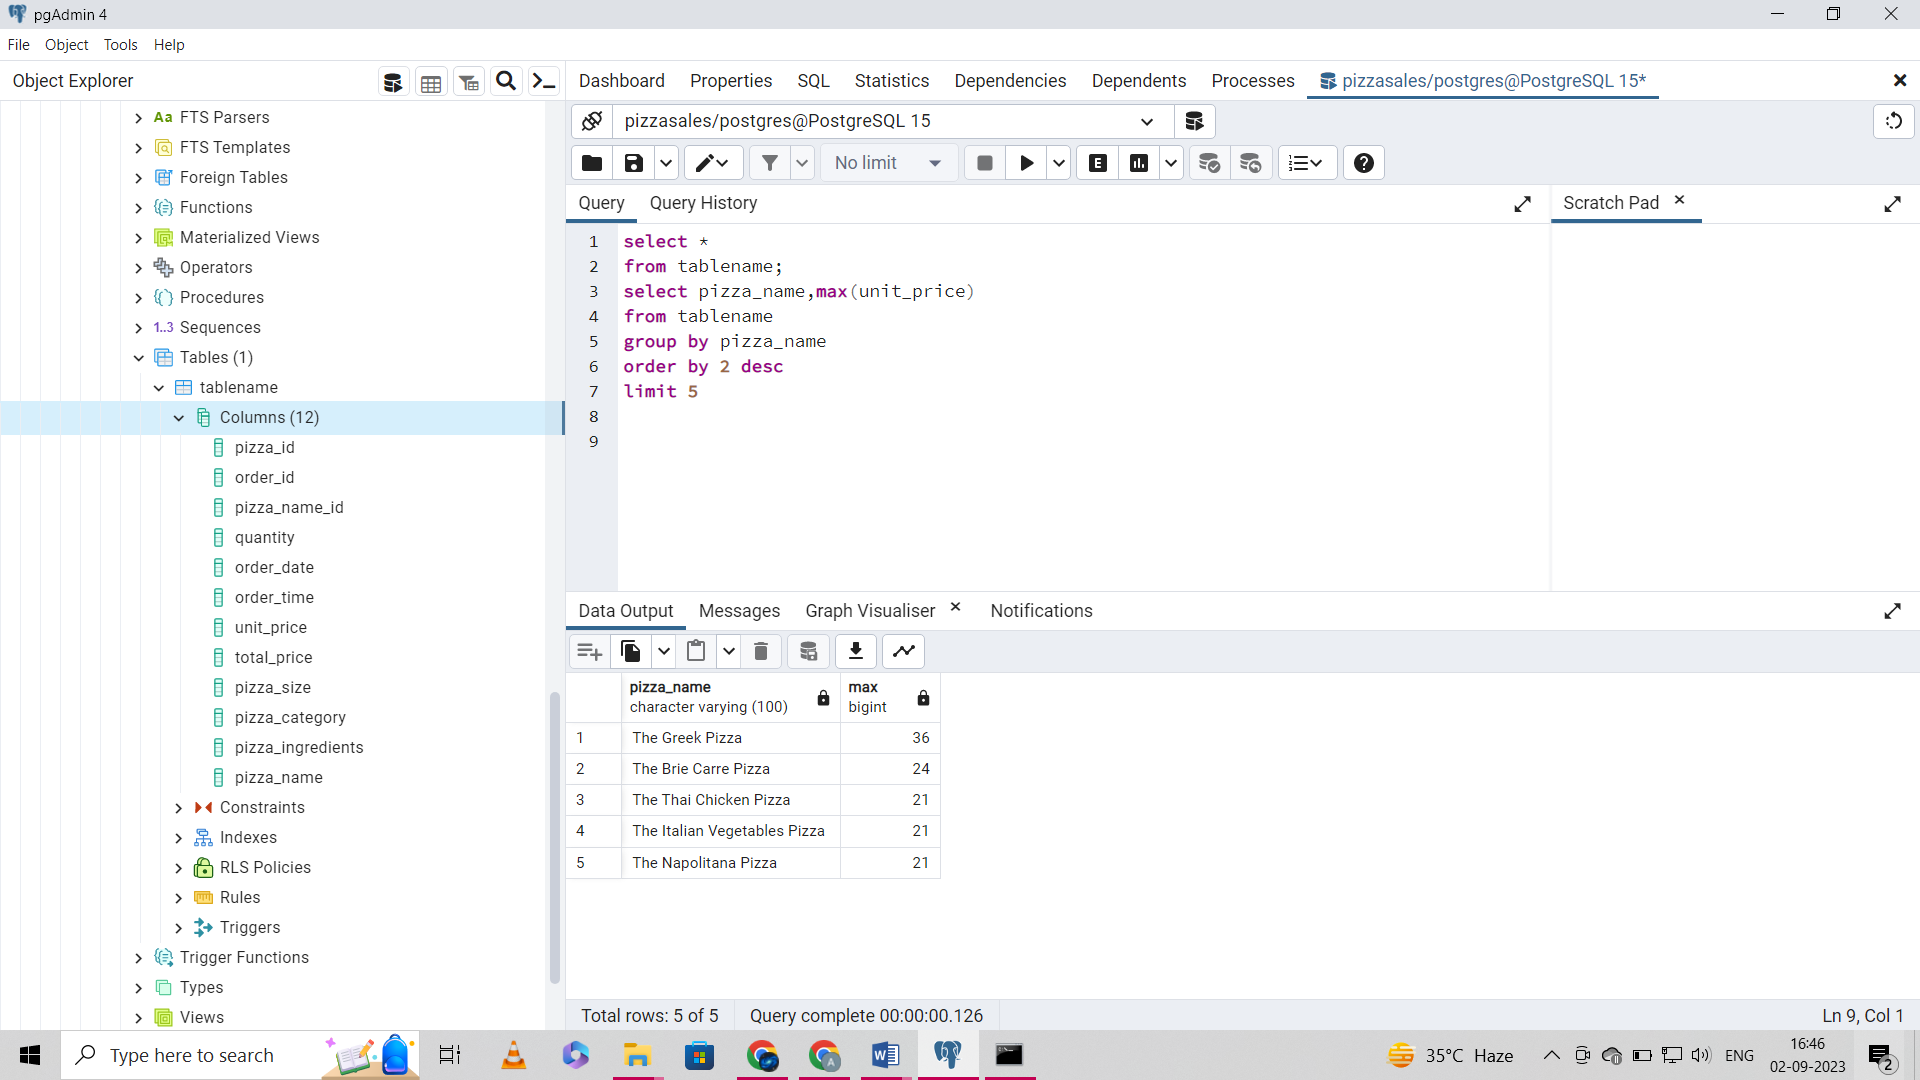 pgAdmin 4
File Object Tools Help
Object Explorer
Dashboard Properties SQL Statistics Dependencies Dependents Processes pizzasales/postgres@PostgreSQL 15*
pizzasales/postgres@PostgreSQL 15
No limit
E
Query Query History
Scratch Pad
Aa FTS Parsers
FTS Templates
Foreign Tables
Functions
Materialized Views
Operators
Procedures
1..3 Sequences
Tables (1)
tablename
Columns (12)
pizza_id
order_id
pizza_name_id
quantity
order_date
order_time
unit_price
total_price
pizza_size
pizza_category
pizza_ingredients
pizza_name
Constraints
Indexes
RLS Policies
Rules
Triggers
Trigger Functions
Types
Views
1 select *
2 from tablename;
3 select pizza_name,max(unit_price)
4 from tablename
5 group by pizza_name
6 order by 2 desc
7 limit 5
8
9
Data Output Messages Graph Visualiser Notifications
pizza_name max
character varying (100) bigint
1 The Greek Pizza 36
2 The Brie Carre Pizza 24
3 The Thai Chicken Pizza 21
4 The Italian Vegetables Pizza 21
5 The Napolitana Pizza 21
Total rows: 5 of 5 Query complete 00:00:00.126 Ln 9, Col 1
Type here to search
A
W
35°C Haze
ENG
16:46
02-09-2023
2